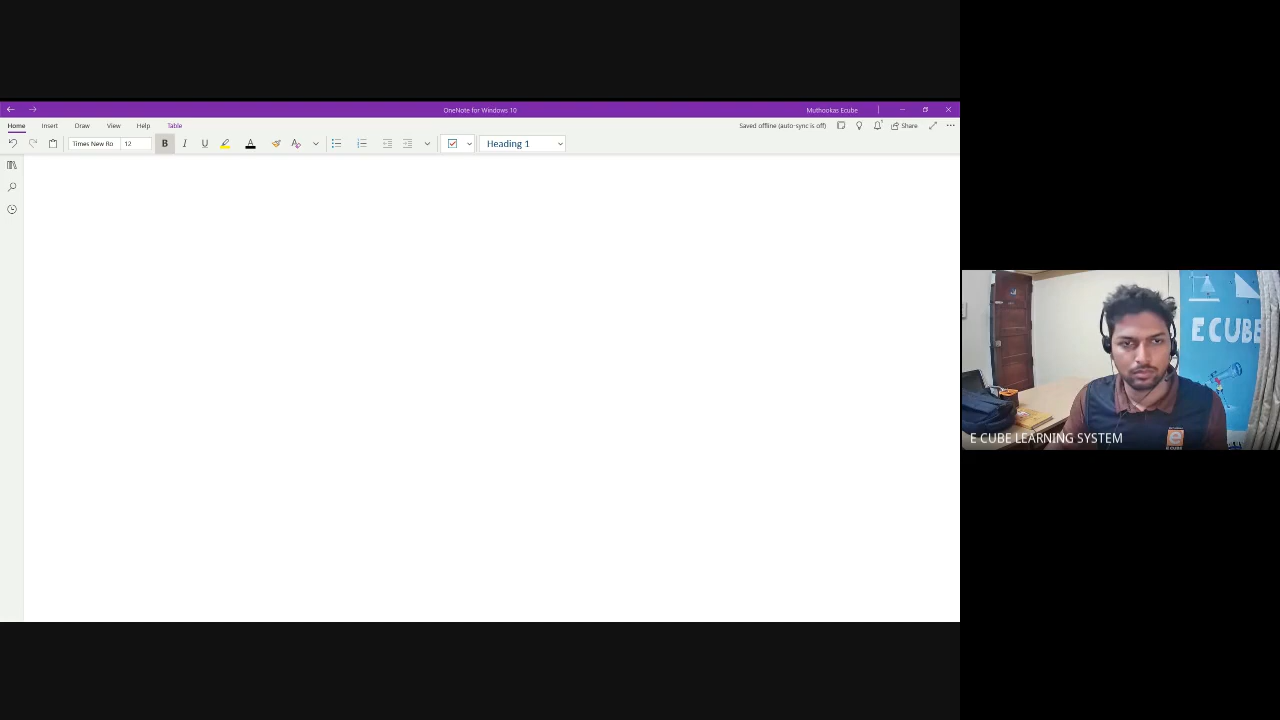 OneNote for Windows 10
Muthookas Ecube
Home Insert Draw View Help Table
Saved offline (auto-sync is off)
Share
Times New Ro 12
B I U A A
Heading 1
E CUBE
E CUBE LEARNING SYSTEM